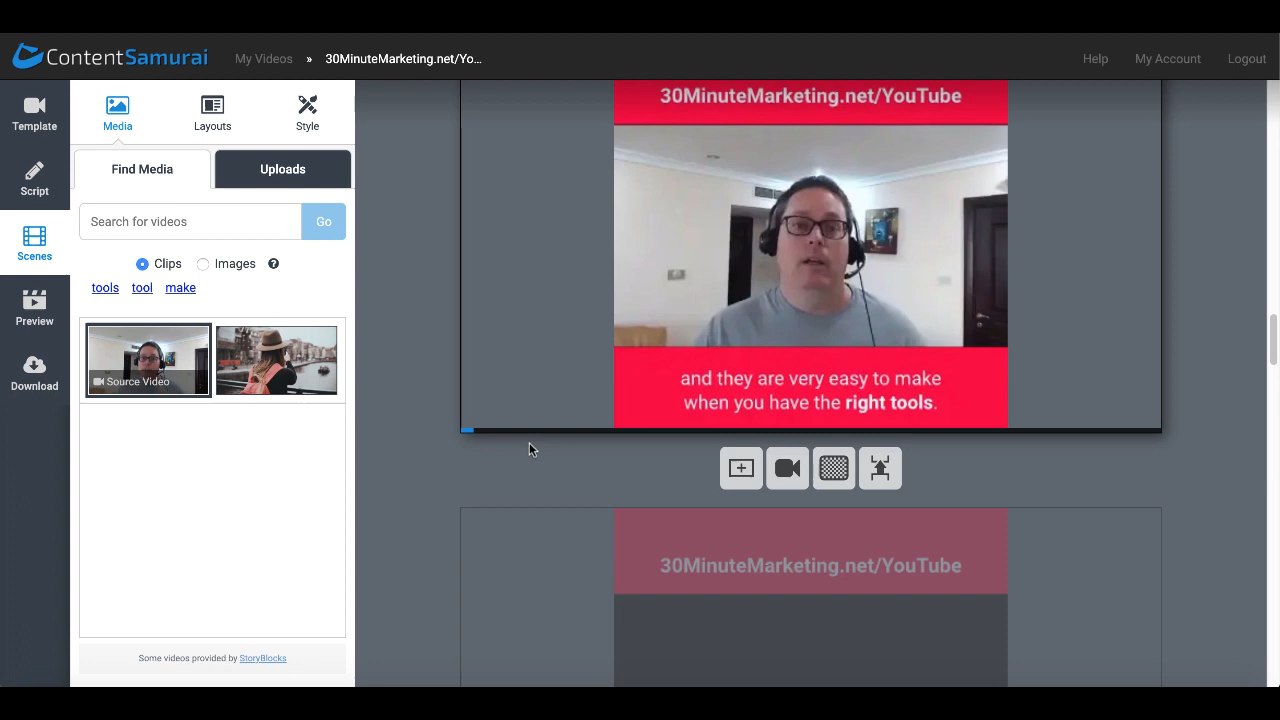 ContentSamurai
My Videos » 30MinuteMarketing.net/Yo...
Help
My Account
Logout
Template
Script
Scenes
Preview
Download
Media
Layouts
Style
Find Media
Uploads
Search for videos
Go
Clips
Images
?
tools
tool
make
Source Video
Some videos provided by StoryBlocks
30MinuteMarketing.net/YouTube
and they are very easy to make
when you have the right tools.
30MinuteMarketing.net/YouTube